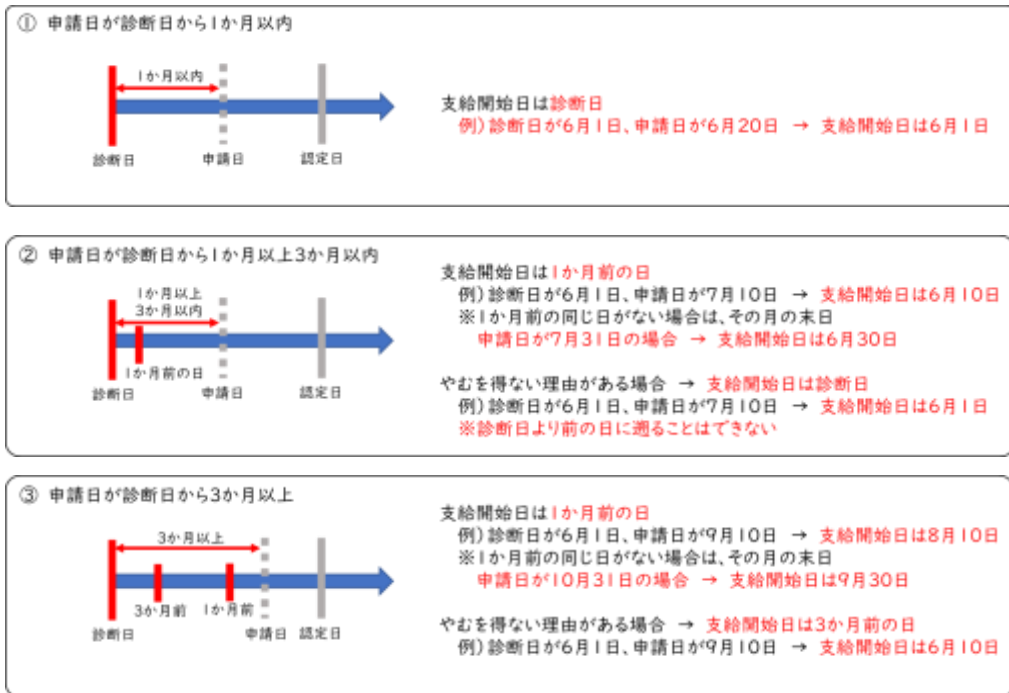 ① 申請日が診断日から1か月以内
1か月以内
診断日
申請日
認定日
支給開始日は診断日
例)診断日が6月1日、申請日が6月20日 → 支給開始日は6月1日
② 申請日が診断日から1か月以上3か月以内
1か月以上
3か月以内
1か月前の日
診断日
申請日
認定日
支給開始日は1か月前の日
例)診断日が6月1日、申請日が7月10日 → 支給開始日は6月10日
※1か月前の同じ日がない場合は、その月の末日
申請日が7月31日の場合 → 支給開始日は6月30日
やむを得ない理由がある場合 → 支給開始日は診断日
例)診断日が6月1日、申請日が7月10日 → 支給開始日は6月1日
※診断日より前の日に遡ることはできない
③ 申請日が診断日から3か月以上
3か月以上
3か月前
1か月前
診断日
申請日
認定日
支給開始日は1か月前の日
例)診断日が6月1日、申請日が9月10日 → 支給開始日は8月10日
※1か月前の同じ日がない場合は、その月の末日
申請日が10月31日の場合 → 支給開始日は9月30日
やむを得ない理由がある場合 → 支給開始日は3か月前の日
例)診断日が6月1日、申請日が9月10日 → 支給開始日は6月10日